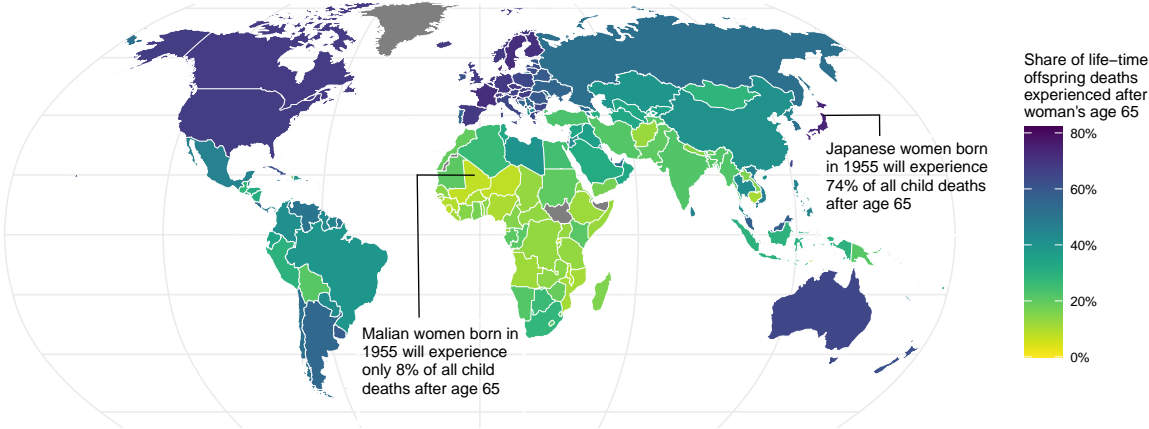 Share of life–time
offspring deaths
experienced after
woman's age 65
80%
60%
40%
20%
0%
Japanese women born
in 1955 will experience
74% of all child deaths
after age 65
Malian women born in
1955 will experience
only 8% of all child
deaths after age 65